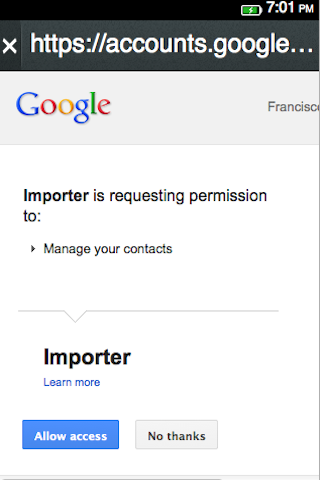 7:01 PM
× https://accounts.google...
Google
Francisco
Importer is requesting permission
to:
Manage your contacts
Importer
Learn more
Allow access
No thanks